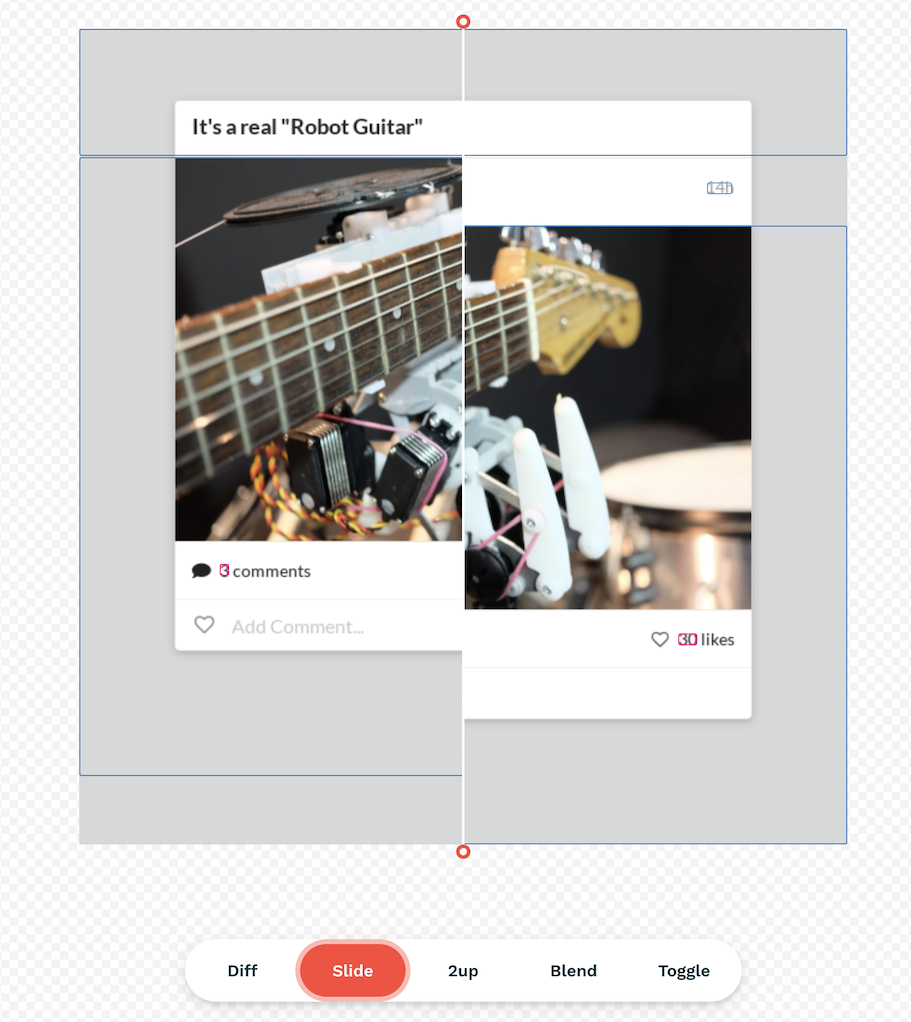 It's a real "Robot Guitar"
14h
3 comments
Add Comment...
30 likes
Diff Slide 2up Blend Toggle